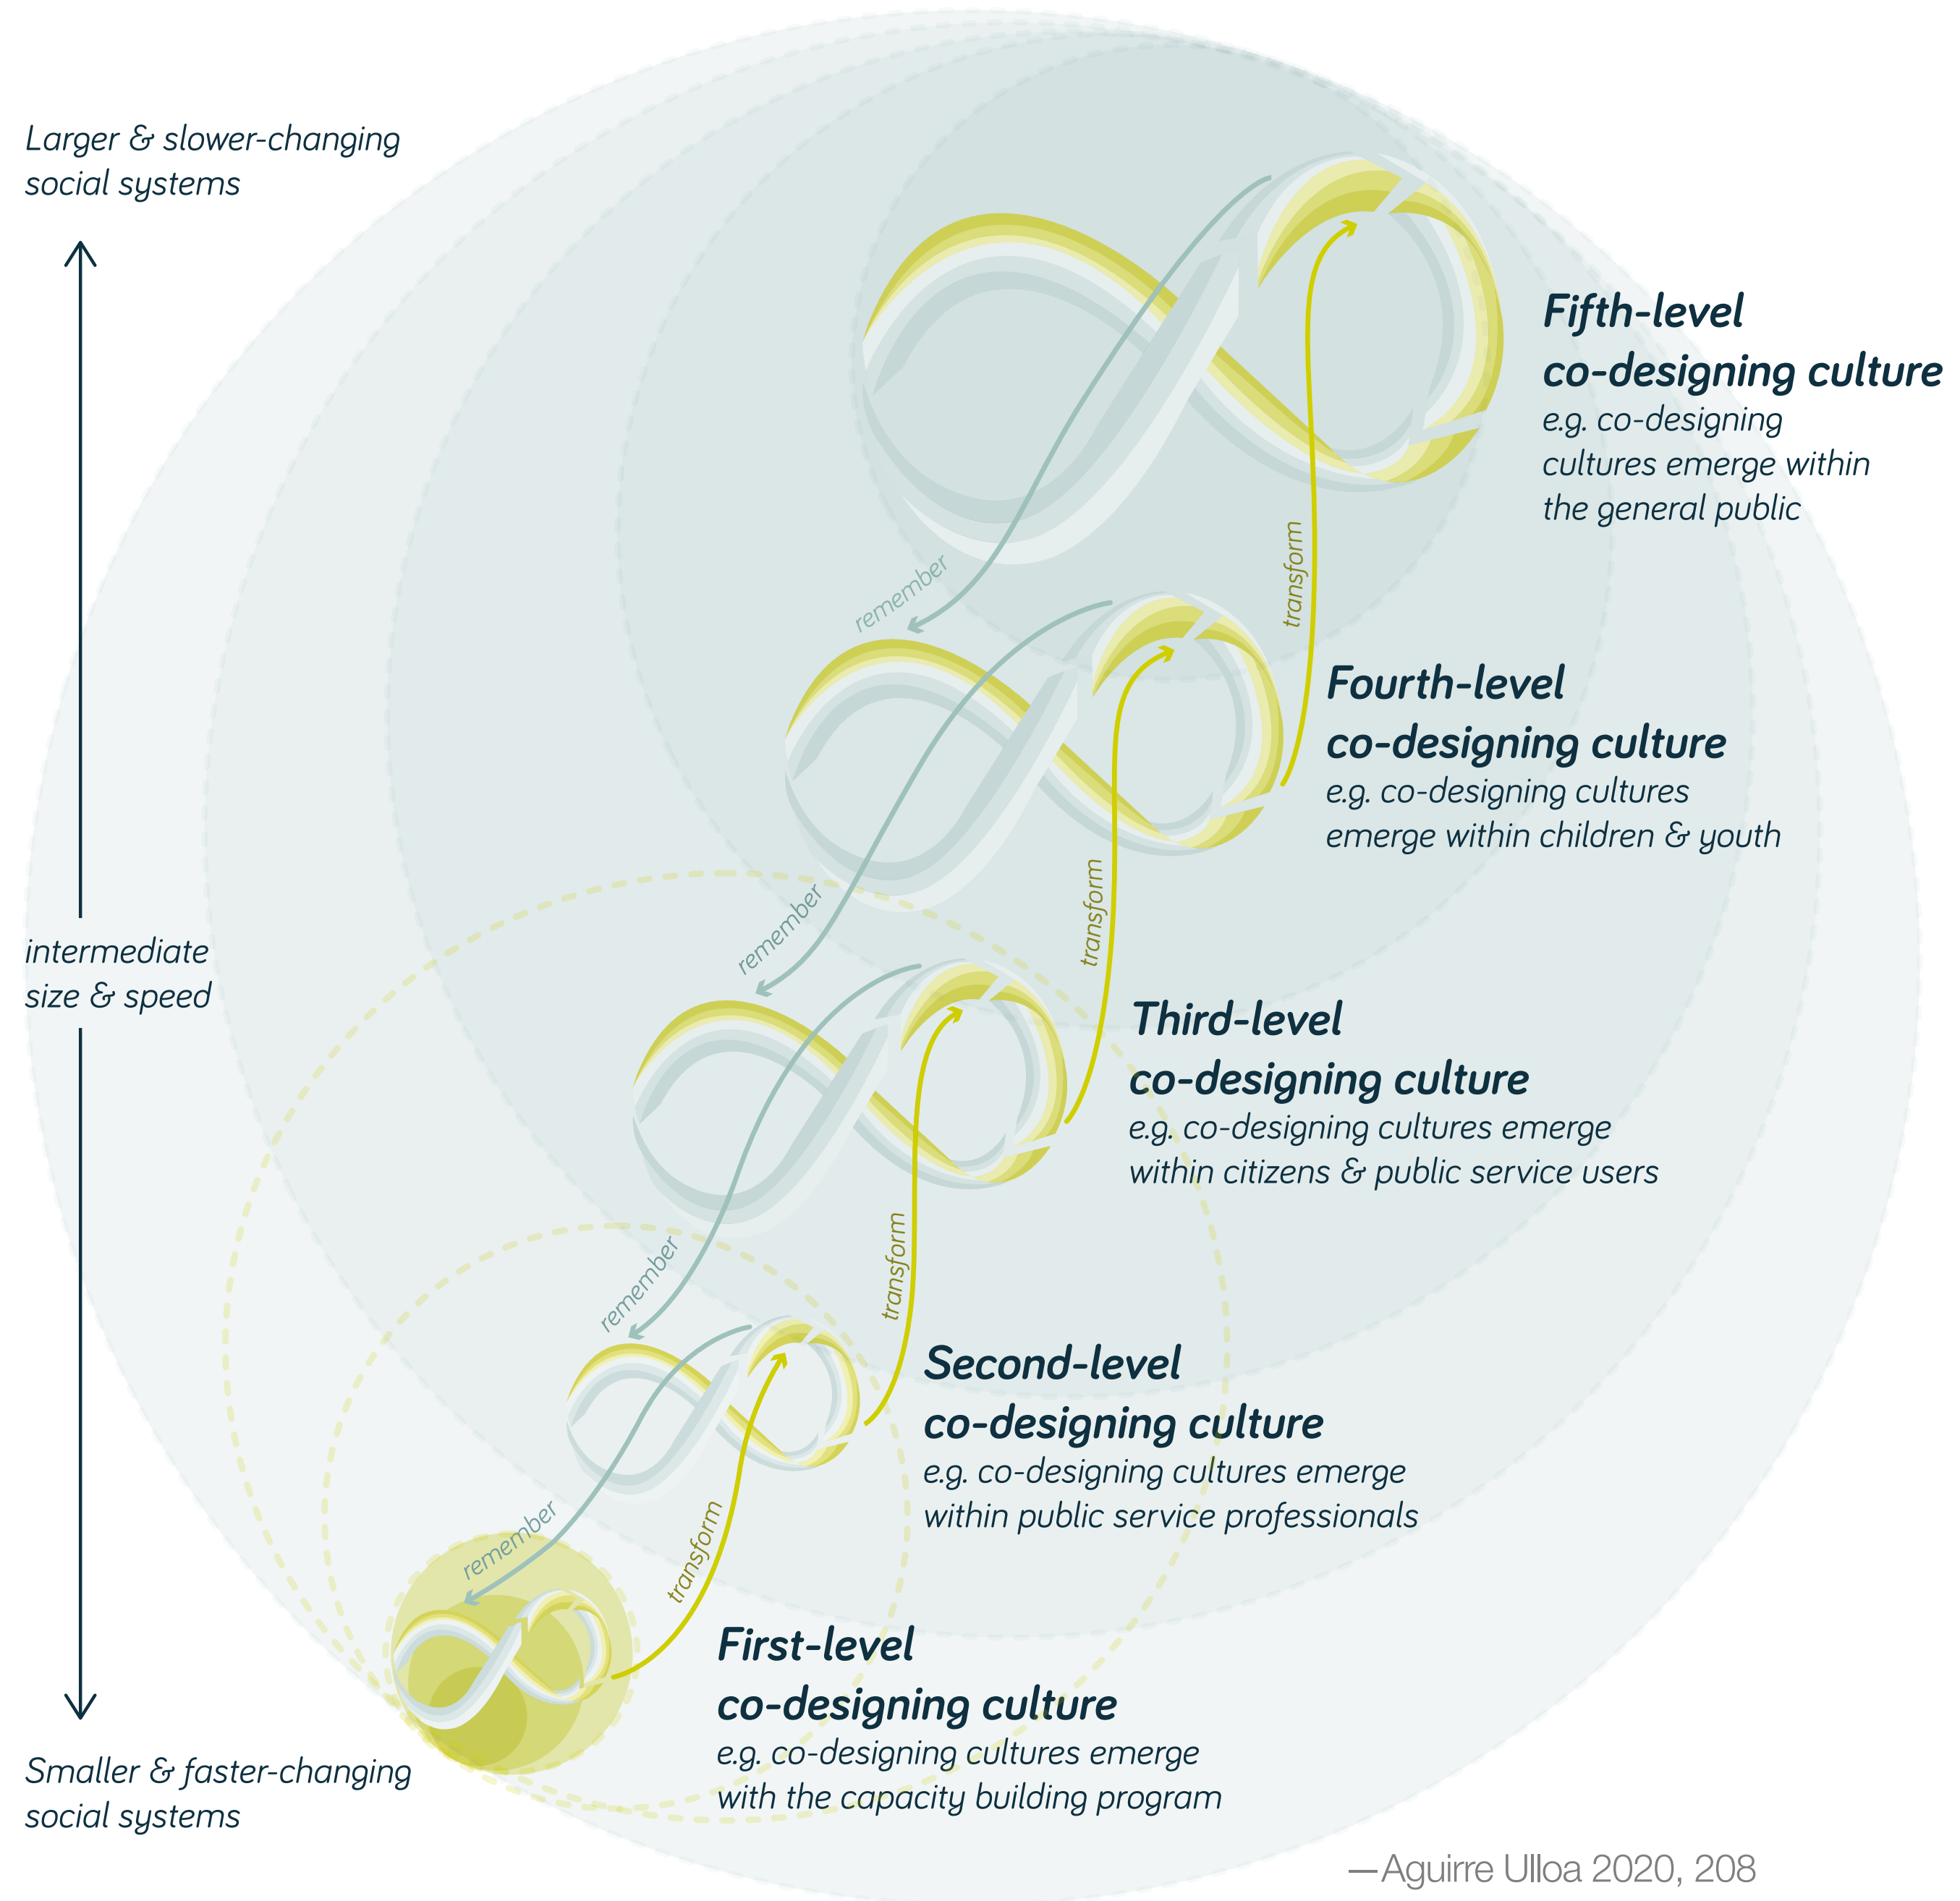 Larger & slower-changing
social systems
Fifth-level
co-designing culture
e.g. co-designing
cultures emerge within
the general public
transform
remember
Fourth-level
co-designing culture
e.g. co-designing cultures
emerge within children & youth
transform
remember
intermediate
size & speed
Third-level
co-designing culture
e.g. co-designing cultures emerge
within citizens & public service users
transform
remember
Second-level
co-designing culture
e.g. co-designing cultures emerge
within public service professionals
transform
remember
First-level
co-designing culture
e.g. co-designing cultures emerge
with the capacity building program
Smaller & faster-changing
social systems
—Aguirre Ulloa 2020, 208